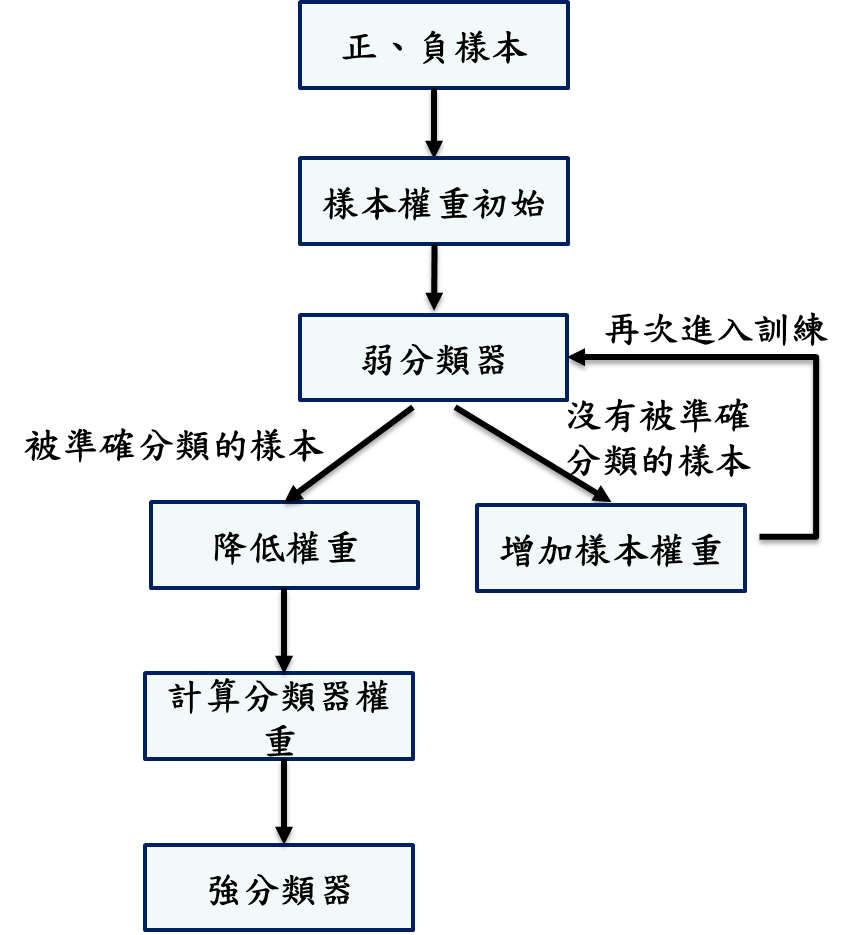 正、負樣本
樣本權重初始
弱分類器
再次進入訓練
被準確分類的樣本
沒有被準確
分類的樣本
降低權重
增加樣本權重
計算分類器權
重
強分類器